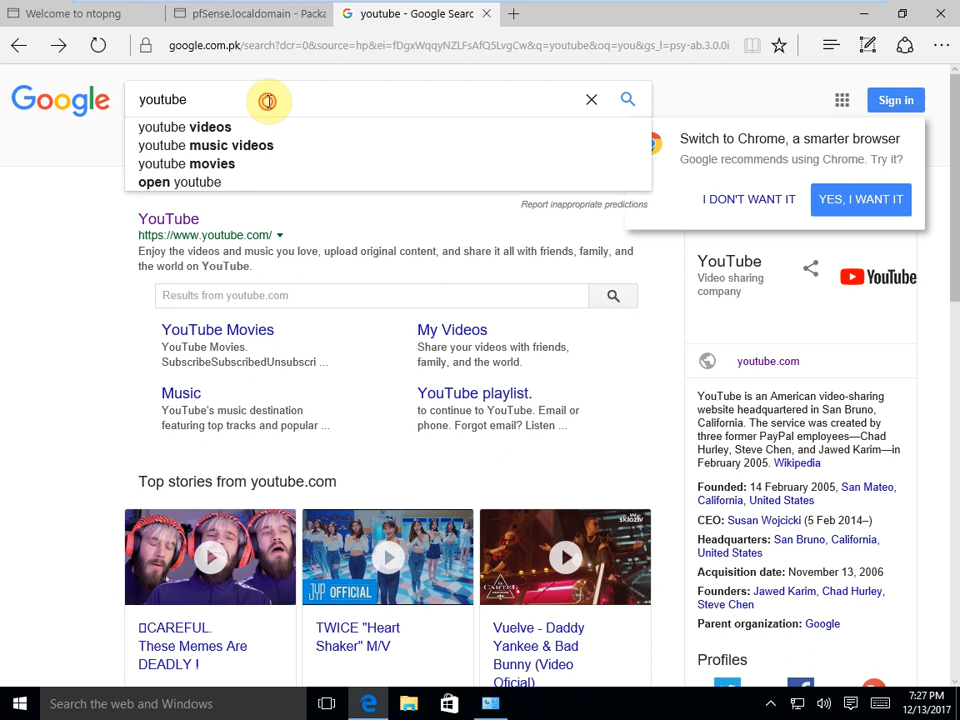 Welcome to ntopng
pfSense.localdomain - Packa
youtube - Google Searc
google.com.pk/search?dcr=0&source=hp&ei=fDgxWqqyNZLFsAfQ5LvgCw&q=youtube&oq=you&gs_l=psy-ab.3.0.0i
Google
youtube
Sign in
youtube videos
youtube music videos
youtube movies
open youtube
Switch to Chrome, a smarter browser
Google recommends using Chrome. Try it?
I DON'T WANT IT
YES, I WANT IT
Report inappropriate predictions
YouTube
https://www.youtube.com/
Enjoy the videos and music you love, upload original content, and share it all with friends, family, and
the world on YouTube.
Results from youtube.com
YouTube Movies
YouTube Movies.
SubscribeSubscribedUnsubscri ...
My Videos
Share your videos with friends,
family, and the world.
Music
YouTube's music destination
featuring top tracks and popular ...
YouTube playlist.
to continue to YouTube. Email or
phone. Forgot email? Listen ...
Top stories from youtube.com
JYP OFFICIAL
CARTEL
CAREFUL.
These Memes Are
DEADLY !
TWICE "Heart
Shaker" M/V
Vuelve - Daddy
Yankee & Bad
Bunny (Video
Oficial)
YouTube
Video sharing
company
YouTube
youtube.com
YouTube is an American video-sharing
website headquartered in San Bruno,
California. The service was created by
three former PayPal employees—Chad
Hurley, Steve Chen, and Jawed Karim—in
February 2005. Wikipedia
Founded: 14 February 2005, San Mateo,
California, United States
CEO: Susan Wojcicki (5 Feb 2014–)
Headquarters: San Bruno, California,
United States
Acquisition date: November 13, 2006
Founders: Jawed Karim, Chad Hurley,
Steve Chen
Parent organization: Google
Profiles
Search the web and Windows
7:27 PM
12/13/2017